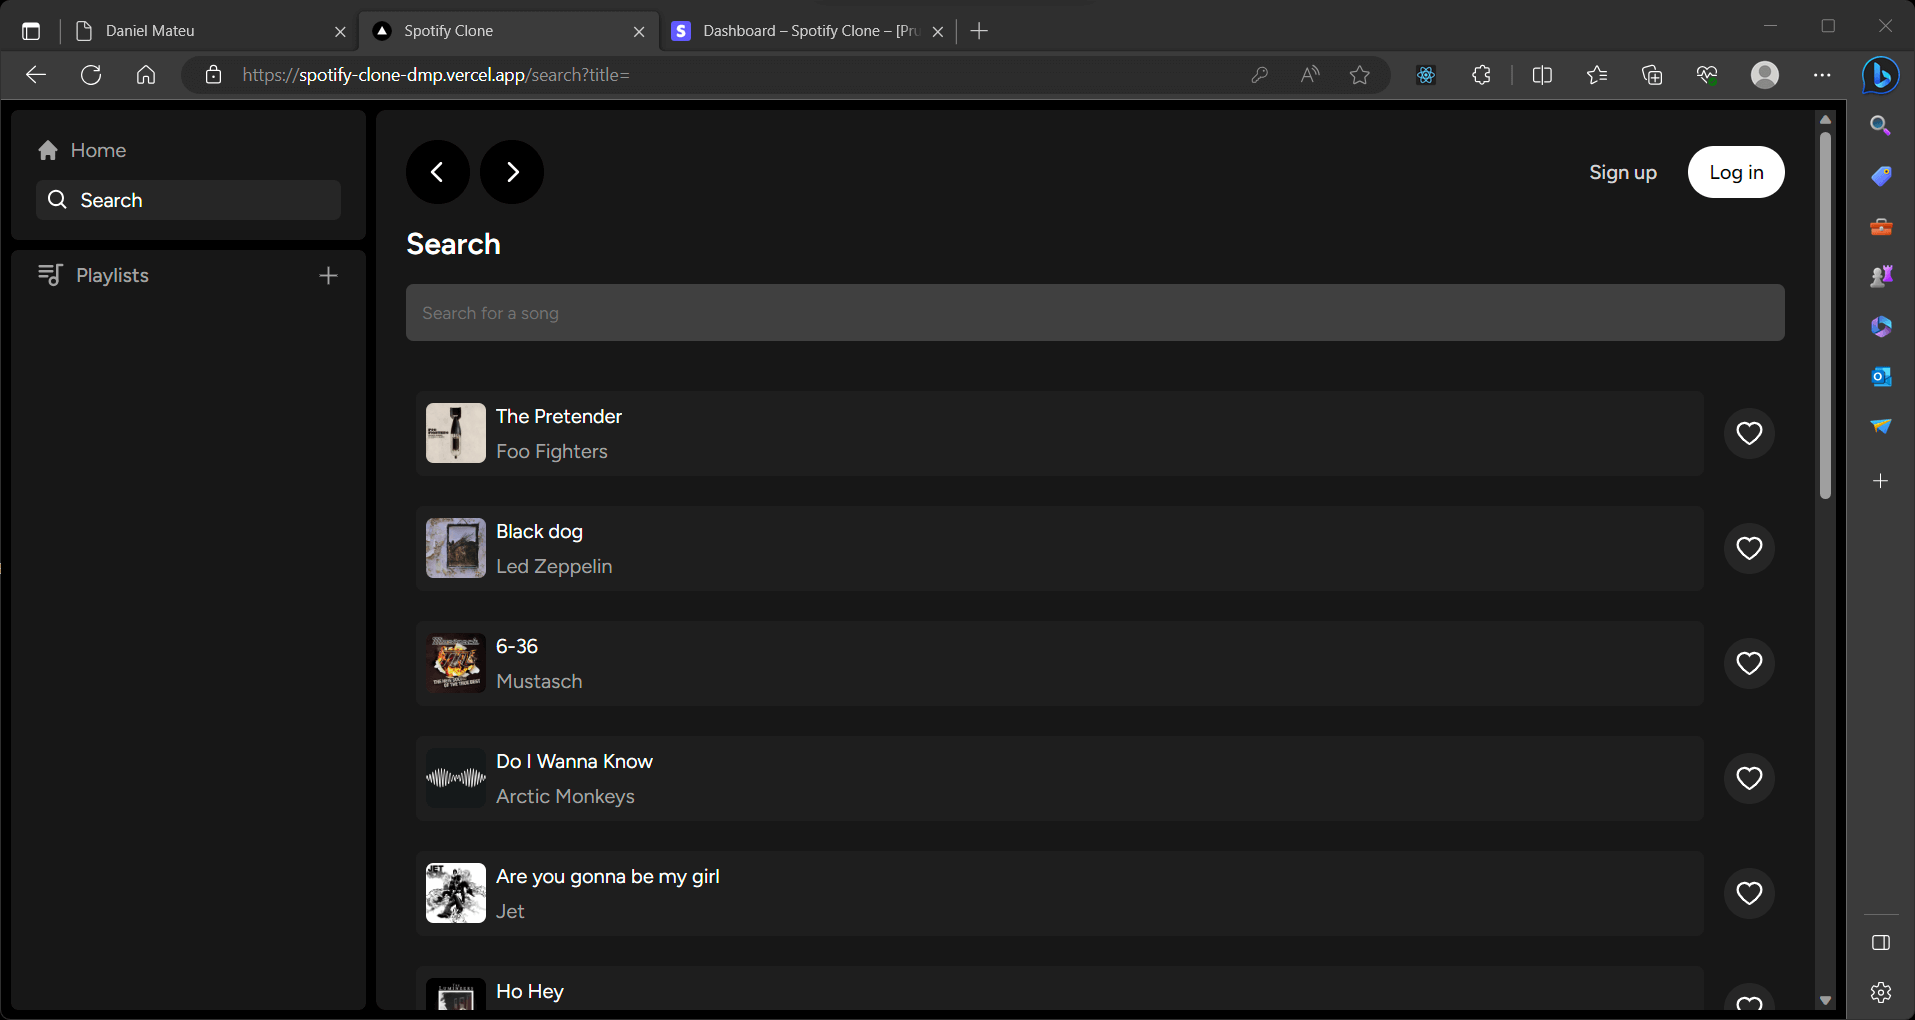 Daniel Mateu
Spotify Clone
Dashboard – Spotify Clone – [Pru
https://spotify-clone-dmp.vercel.app/search?title=
Home
Search
Playlists
Sign up
Log in
Search
Search for a song
The Pretender
Foo Fighters
Black dog
Led Zeppelin
6-36
Mustasch
Do I Wanna Know
Arctic Monkeys
Are you gonna be my girl
JET
Jet
Ho Hey